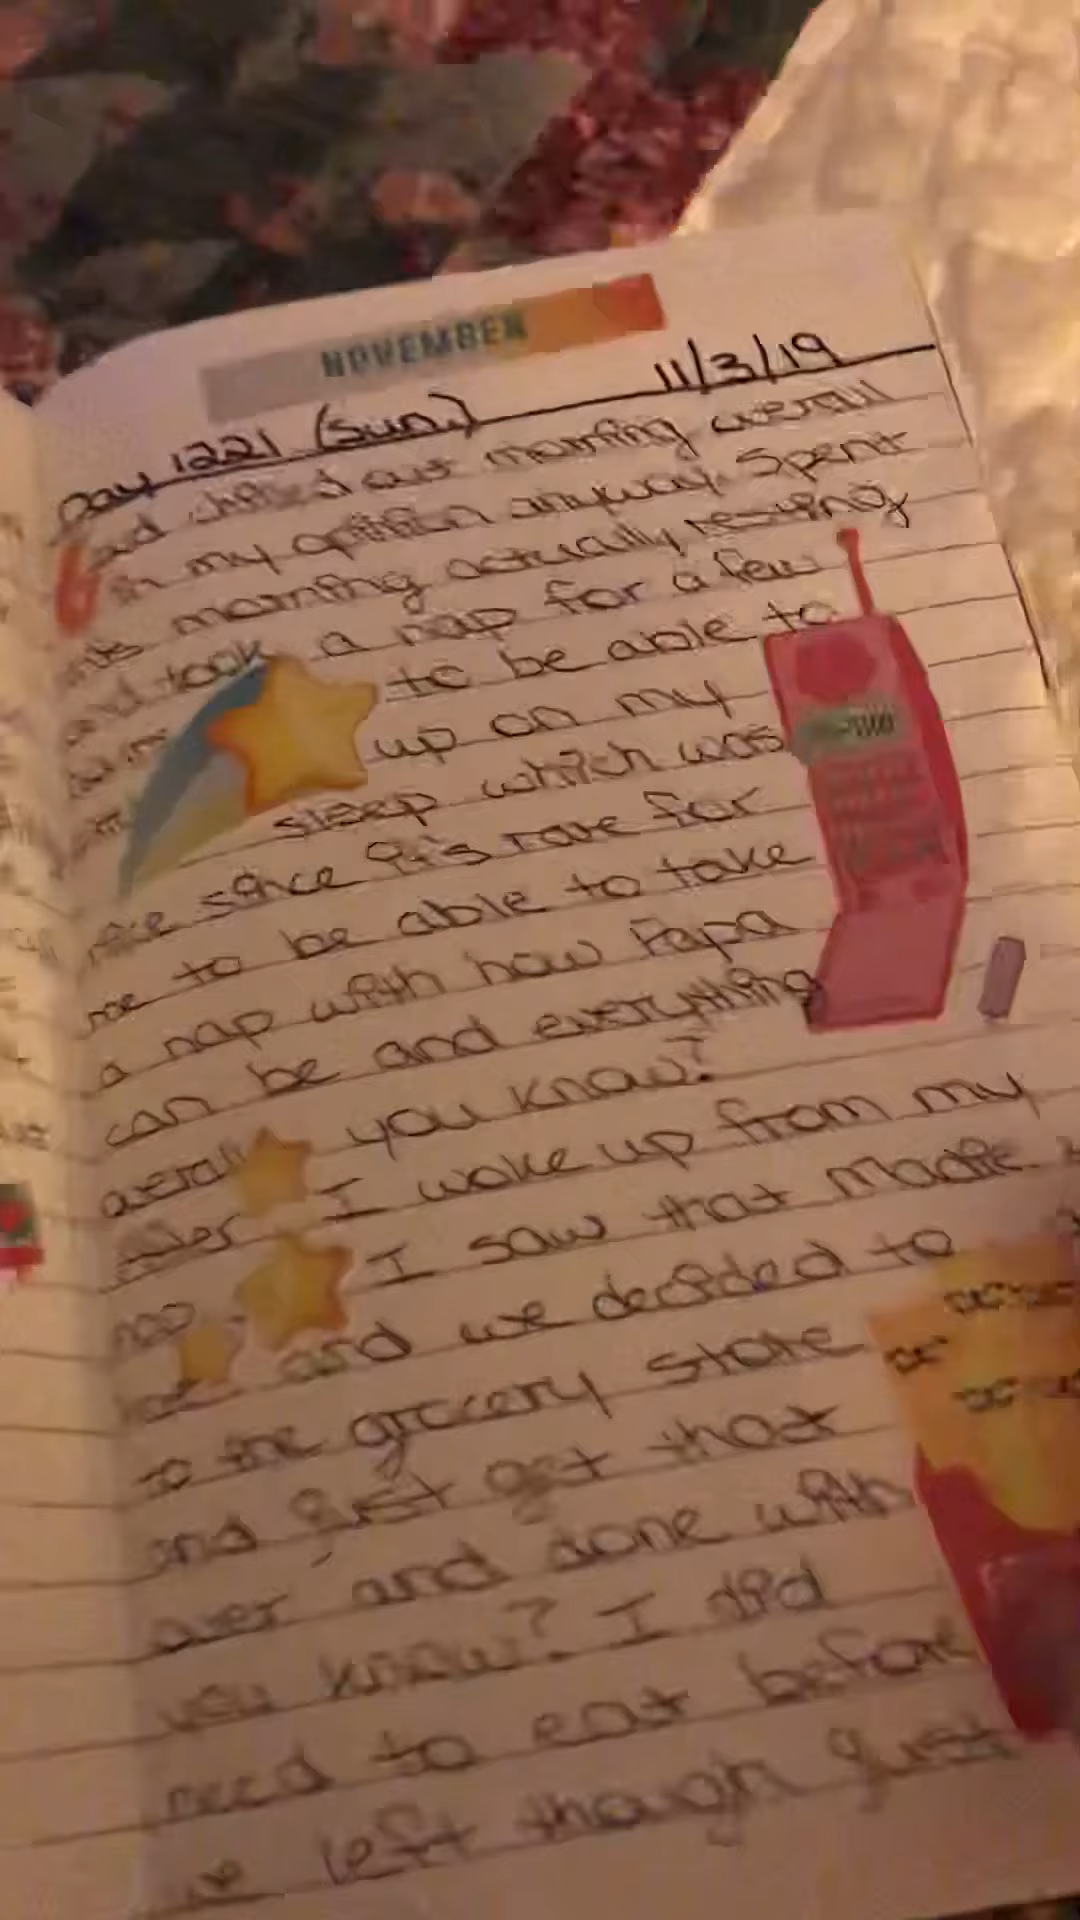 NOVEMBER
Day 1221 (Sun.) 11/3/19
Had chilled out morning overall
in my opinion anyway. Spent
morning actually resting
and took a nap for a few
to be able to
up on my
sleep which was
nice since it's rare for
me to be able to take
a nap with how Papa
can be and everything
overall you know?
I woke up from my
nap I saw that Madie
and we decided to
to the grocery store
and just get that
over and done with
you know? I did
need to eat before
we left though just